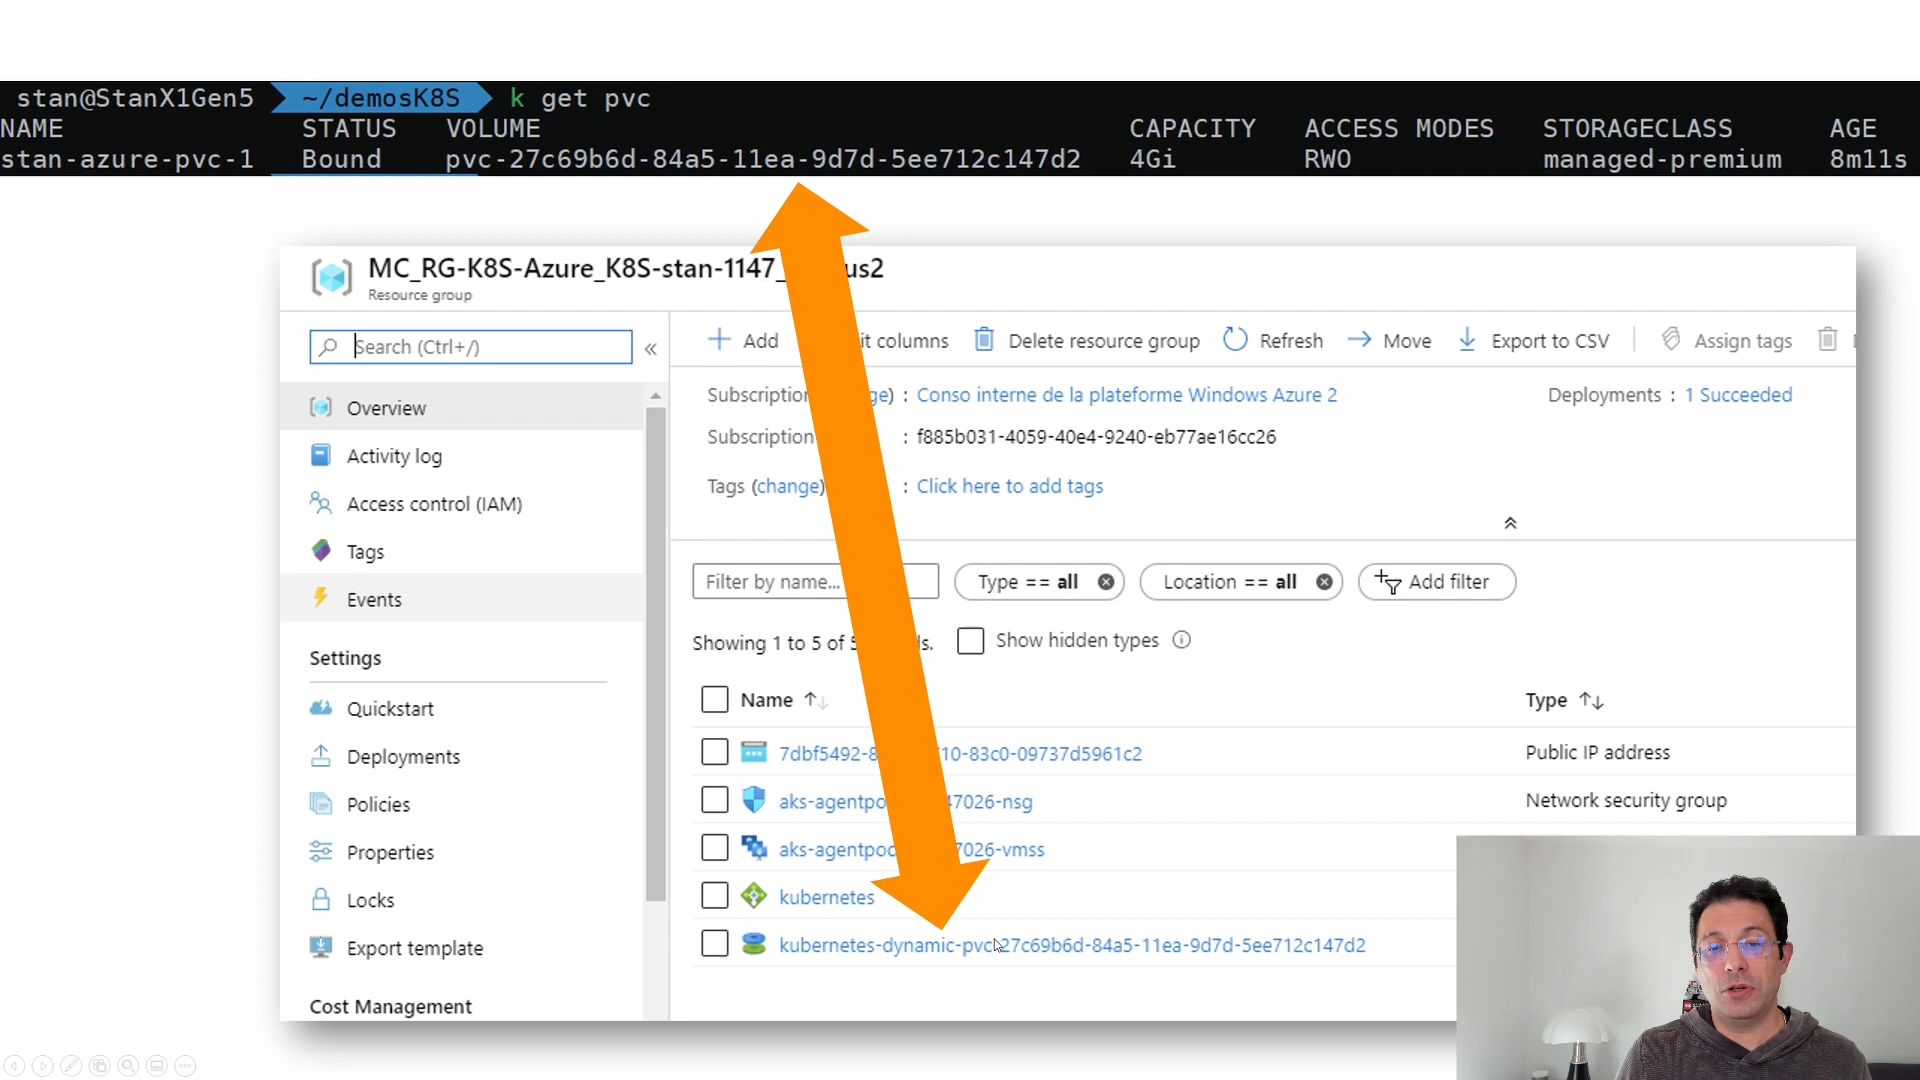 stan@StanX1Gen5 ~/demosK8S k get pvc
NAME STATUS VOLUME CAPACITY ACCESS MODES STORAGECLASS AGE
stan-azure-pvc-1 Bound pvc-27c69b6d-84a5-11ea-9d7d-5ee712c147d2 4Gi RWO managed-premium 8m11s
MC_RG-K8S-Azure_K8S-stan-1147_ us2
Resource group
Search (Ctrl+/)
«
Add it columns Delete resource group Refresh Move Export to CSV Assign tags
Overview
Activity log
Access control (IAM)
Tags
Events
Settings
Quickstart
Deployments
Policies
Properties
Locks
Export template
Cost Management
Subscription ge) : Conso interne de la plateforme Windows Azure 2
Deployments : 1 Succeeded
Subscription : f885b031-4059-40e4-9240-eb77ae16cc26
Tags (change) : Click here to add tags
Filter by name... Type == all Location == all Add filter
Showing 1 to 5 of 5 ds. Show hidden types
Name Type
7dbf5492-8 10-83c0-09737d5961c2 Public IP address
aks-agentpoo 47026-nsg Network security group
aks-agentpoo 7026-vmss
kubernetes
kubernetes-dynamic-pvc-27c69b6d-84a5-11ea-9d7d-5ee712c147d2